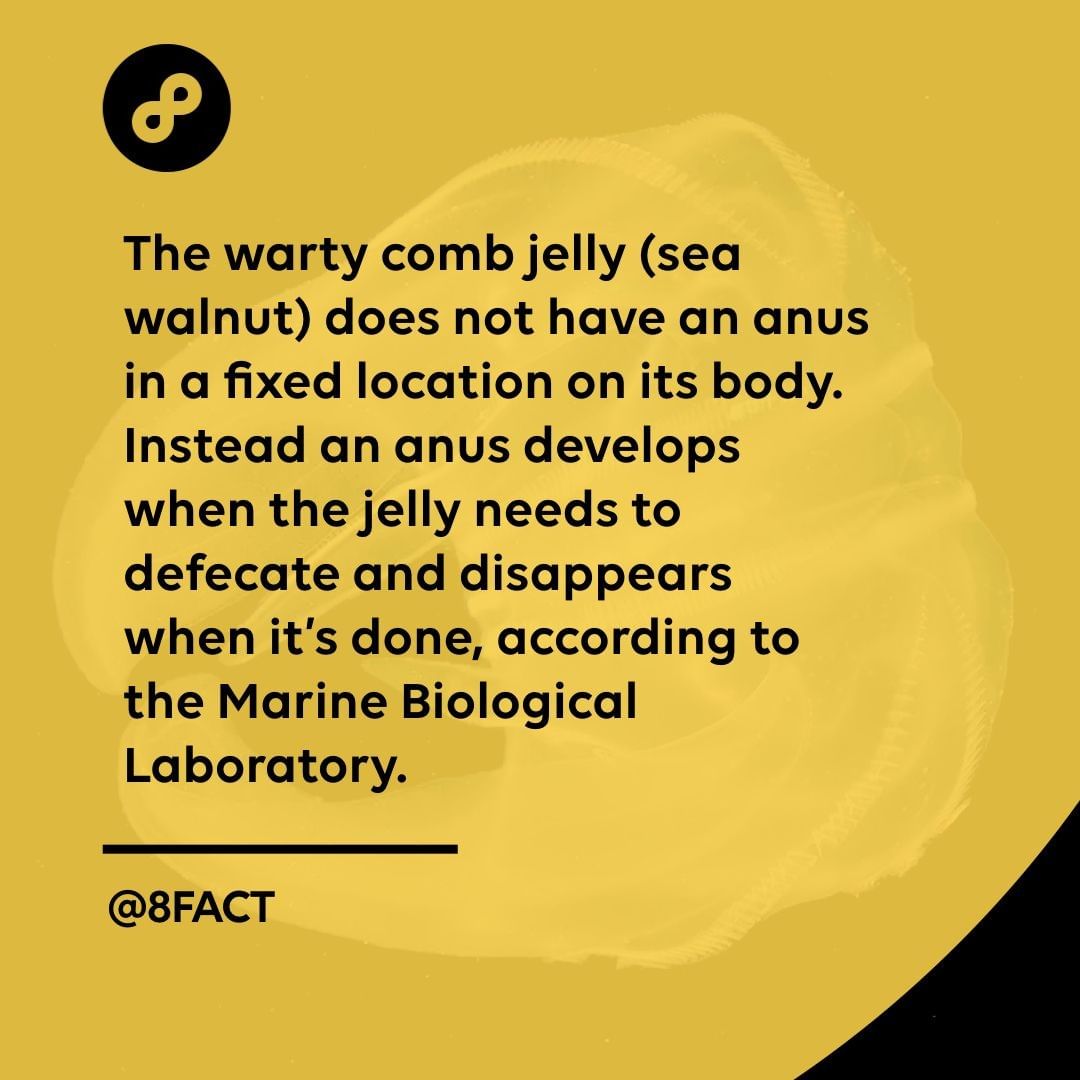 The warty comb jelly (sea
walnut) does not have an anus
in a fixed location on its body.
Instead an anus develops
when the jelly needs to
defecate and disappears
when it's done, according to
the Marine Biological
Laboratory.
@8FACT